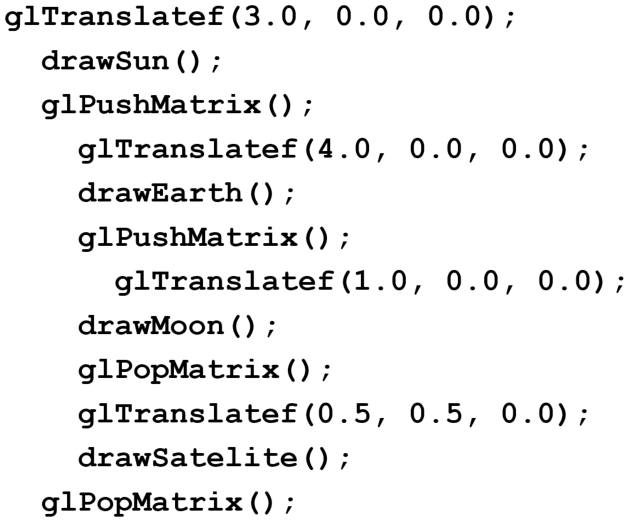 glTranslatef(3.0, 0.0, 0.0);
drawSun();
glPushMatrix();
glTranslatef(4.0, 0.0, 0.0);
drawEarth();
glPushMatrix();
glTranslatef(1.0, 0.0, 0.0);
drawMoon();
glPopMatrix();
glTranslatef(0.5, 0.5, 0.0);
drawSatelite();
glPopMatrix();